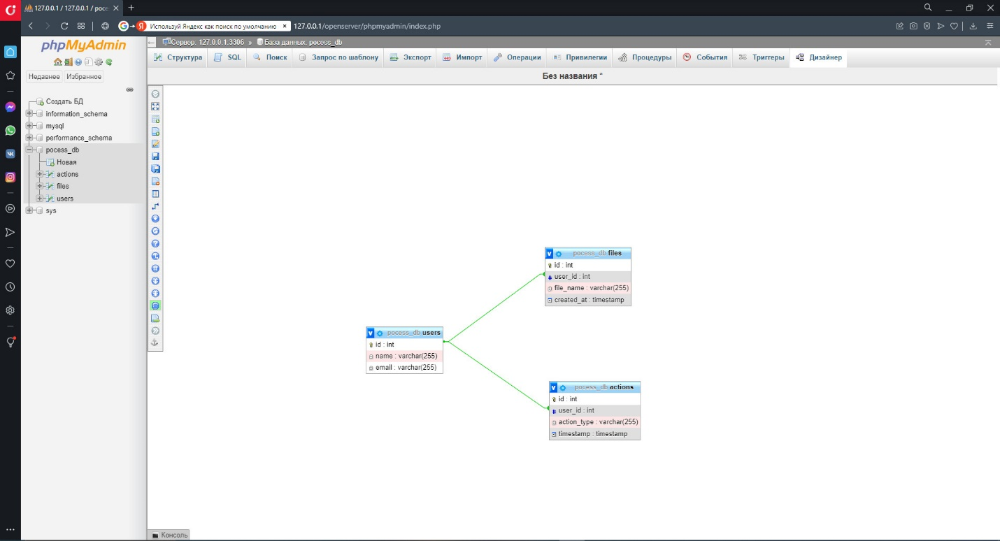 127.0.0.1 / 127.0.0.1 / poce
Используй Яндекс как поиск по умолчанию
127.0.0.1/openserver/phpmyadmin/index.php
phpMyAdmin
Недавнее Избранное
Создать БД
information_schema
mysql
performance_schema
pocess_db
Новая
actions
files
users
sys
Сервер: 127.0.0.1:3306 » База данных: pocess_db
Структура SQL Поиск Запрос по шаблону Экспорт Импорт Операции Привилегии Процедуры События Триггеры Дизайнер
Без названия *
pocess_db files
id : int
user_id : int
file_name : varchar(255)
created_at : timestamp
pocess_db users
id : int
name : varchar(255)
email : varchar(255)
pocess_db actions
id : int
user_id : int
action_type : varchar(255)
timestamp : timestamp
Консоль